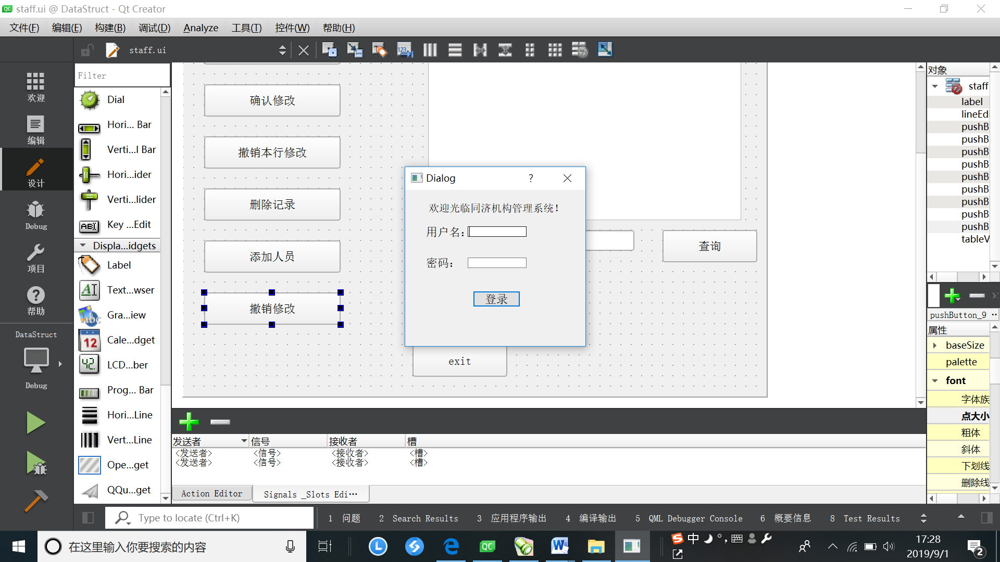 staff.ui @ DataStruct - Qt Creator
文件(F) 编辑(E) 构建(B) 调试(D) Analyze 工具(T) 控件(W) 帮助(H)
staff.ui
Filter
欢迎
编辑
设计
Debug
项目
帮助
DataStruct
Debug
Dial
Hori... Bar
Verti...l Bar
Hori...ider
Verti...lider
Key ...Edit
Displa...idgets
Label
Text...wser
Gra...iew
Cale...dget
LCD...ber
Prog... Bar
Hori...Line
Vert...Line
Ope...get
QQu...get
确认修改
撤销本行修改
删除记录
添加人员
撤销修改
查询
exit
Dialog
欢迎光临同济机构管理系统!
用户名:
密码:
登录
对象
staff
label
lineEdi
pushB
pushB
pushB
pushB
pushB
pushB
pushB
pushB
pushB
tableV
pushButton_9 ··
属性
baseSize
palette
font
字体族
点大小
粗体
斜体
下划线
删除线
发送者 信号 接收者 槽
<发送者> <信号> <接收者> <槽>
<发送者> <信号> <接收者> <槽>
Action Editor Signals _Slots Edi···
Type to locate (Ctrl+K)
1 问题 2 Search Results 3 应用程序输出 4 编译输出 5 QML Debugger Console 6 概要信息 8 Test Results
在这里输入你要搜索的内容
中
17:28
2019/9/1
2